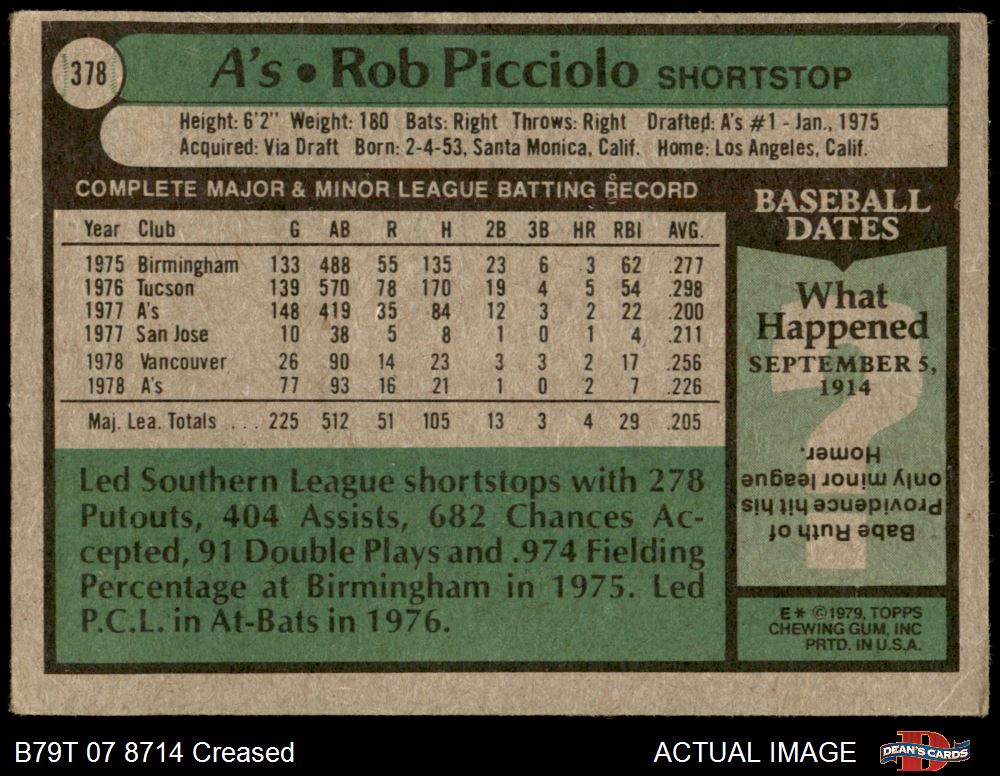 378
A's • Rob Picciolo SHORTSTOP
Height: 6'2" Weight: 180 Bats: Right Throws: Right Drafted: A's #1 - Jan., 1975
Acquired: Via Draft Born: 2-4-53, Santa Monica, Calif. Home: Los Angeles, Calif.
COMPLETE MAJOR & MINOR LEAGUE BATTING RECORD
Year Club G AB R H 2B 3B HR RBI AVG.
1975 Birmingham 133 488 55 135 23 6 3 62 .277
1976 Tucson 139 570 78 170 19 4 5 54 .298
1977 A's 148 419 35 84 12 3 2 22 .200
1977 San Jose 10 38 5 8 1 0 1 4 .211
1978 Vancouver 26 90 14 23 3 3 2 17 .256
1978 A's 77 93 16 21 1 0 2 7 .226
Maj. Lea. Totals ... 225 512 51 105 13 3 4 29 .205
Led Southern League shortstops with 278
Putouts, 404 Assists, 682 Chances Ac-
cepted, 91 Double Plays and .974 Fielding
Percentage at Birmingham in 1975. Led
P.C.L. in At-Bats in 1976.
BASEBALL
DATES
What
Happened
SEPTEMBER 5,
1914
?
Babe Ruth of
Providence hit his
only minor league
Homer.
E* ©1979, TOPPS
CHEWING GUM, INC
PRTD. IN U.S.A.
B79T 07 8714 Creased
ACTUAL IMAGE
D
DEAN'S CARDS